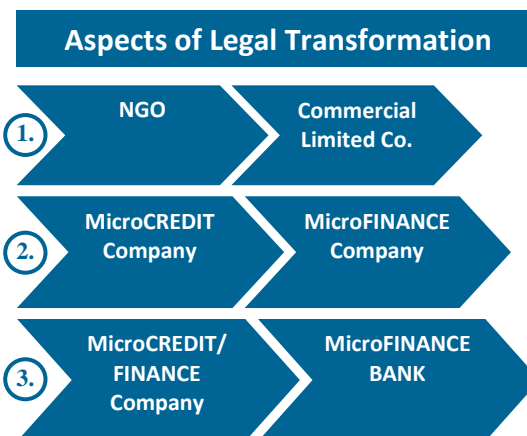 Aspects of Legal Transformation
1.
NGO
Commercial
Limited Co.
2.
MicroCREDIT
Company
MicroFINANCE
Company
3.
MicroCREDIT/
FINANCE
Company
MicroFINANCE
BANK